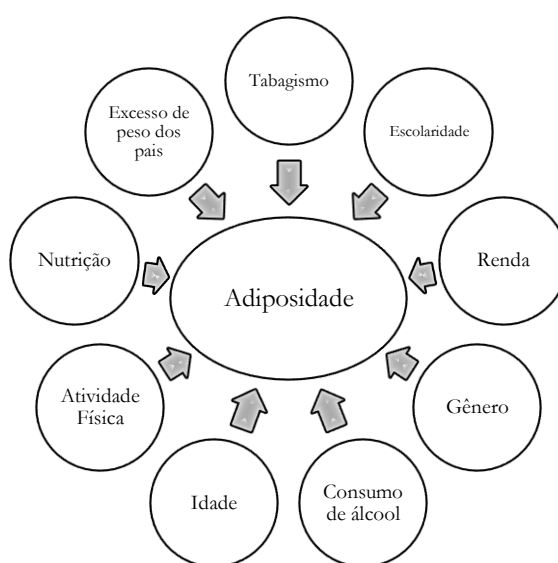 Tabagismo
Excesso de
peso dos
pais
Escolaridade
Nutrição
Renda
Adiposidade
Atividade
Física
Gênero
Idade
Consumo
de álcool